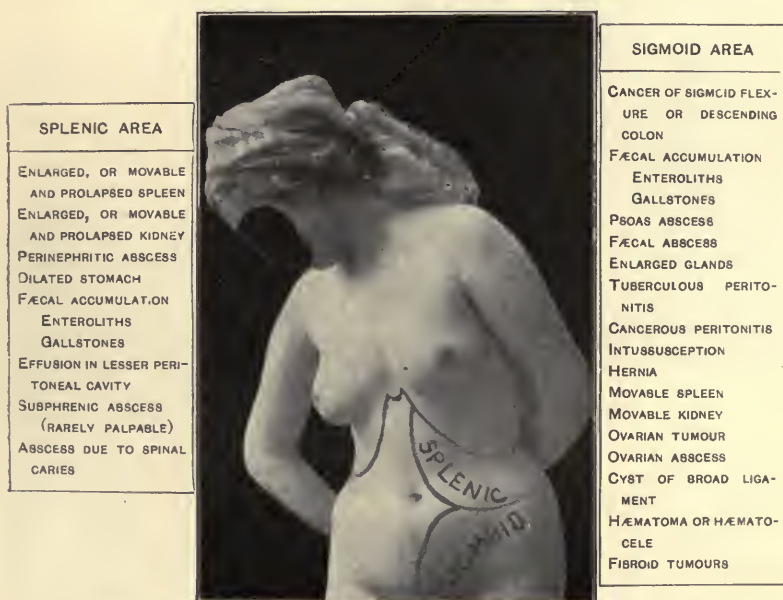 SPLENIC AREA
ENLARGED, OR MOVABLE
AND PROLAPSED SPLEEN
ENLARGED, OR MOVABLE
AND PROLAPSED KIDNEY
PERINEPHRITIC ABSCESS
DILATED STOMACH
FÆCAL ACCUMULATION
ENTEROLITHS
GALLSTONES
EFFUSION IN LESSER PERI-
TONEAL CAVITY
SUBPHRENIC ABSCESS
(RARELY PALPABLE)
ABSCESS DUE TO SPINAL
CARIES
SPLENIC
SIGMOID
SIGMOID AREA
CANCER OF SIGMOID FLEX-
URE OR DESCENDING
COLON
FÆCAL ACCUMULATION
ENTEROLITHS
GALLSTONES
PSOAS ABSCESS
FÆCAL ABSCESS
ENLARGED GLANDS
TUBERCULOUS PERITO-
NITIS
CANCEROUS PERITONITIS
INTUSSUSCEPTION
HERNIA
MOVABLE SPLEEN
MOVABLE KIDNEY
OVARIAN TUMOUR
OVARIAN ABSCESS
CYST OF BROAD LIGA-
MENT
HÆMATOMA OR HÆMATO-
CELE
FIBROID TUMOURS